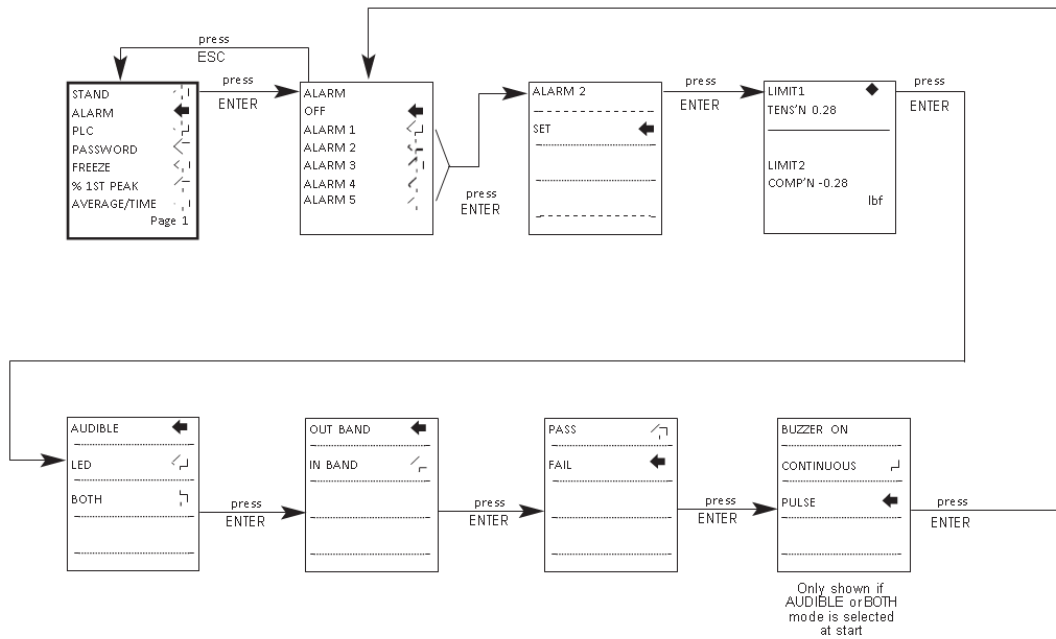 press
ESC
STAND
ALARM
PLC
PASSWORD
FREEZE
% 1ST PEAK
AVERAGE/TIME
Page 1
press
ENTER
ALARM
OFF
ALARM 1
ALARM 2
ALARM 3
ALARM 4
ALARM 5
press
ENTER
ALARM 2
SET
press
ENTER
LIMIT1
TENS'N 0.28
LIMIT2
COMP'N -0.28
lbf
press
ENTER
AUDIBLE
LED
BOTH
press
ENTER
OUT BAND
IN BAND
press
ENTER
PASS
FAIL
press
ENTER
BUZZER ON
CONTINUOUS
PULSE
Only shown if
AUDIBLE orBOTH
mode is selected
at start
press
ENTER